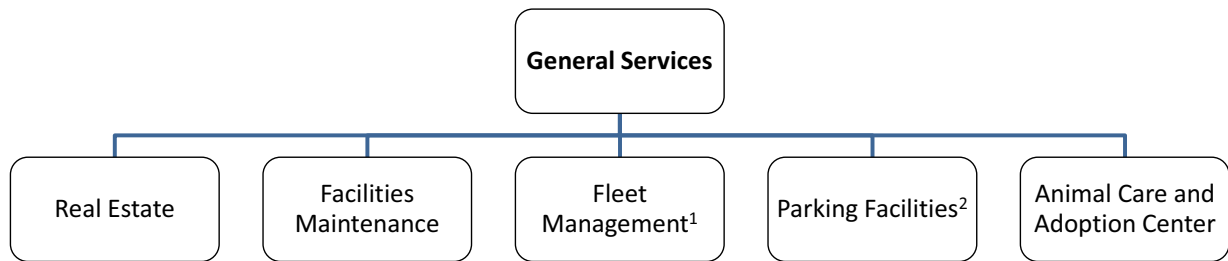 General Services
Real Estate
Facilities
Maintenance
Fleet
Management¹
Parking Facilities²
Animal Care and
Adoption Center